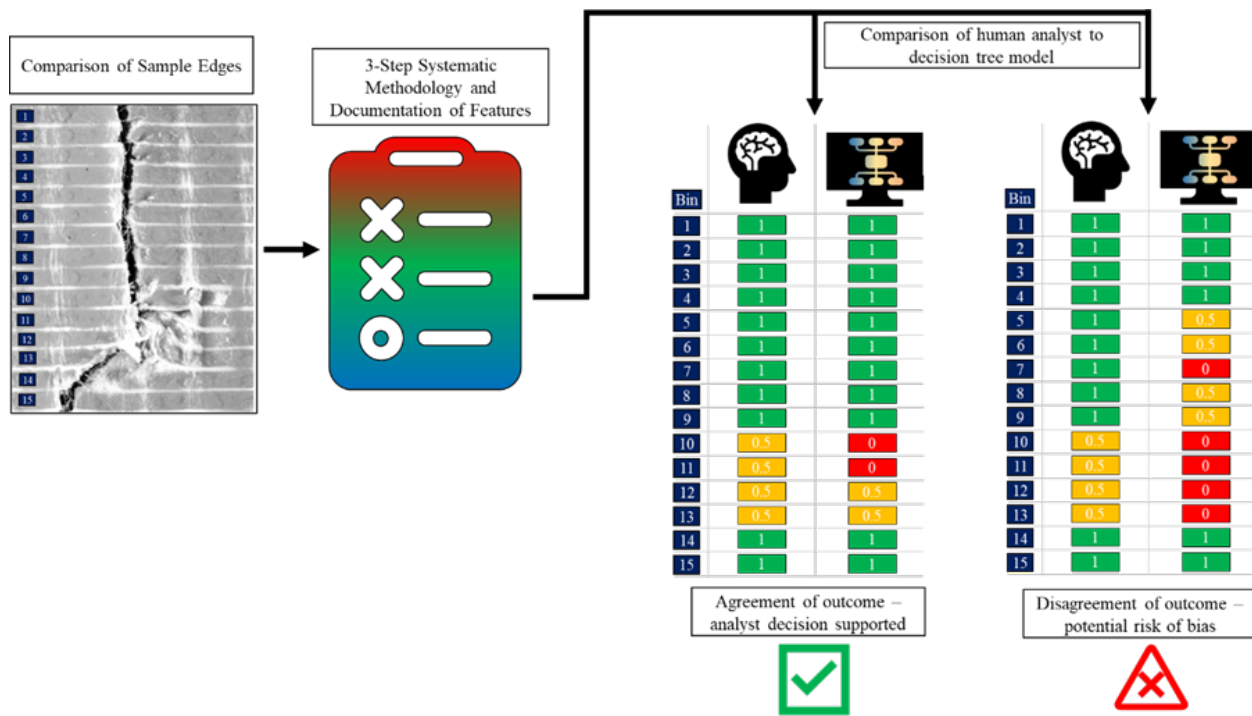 Comparison of Sample Edges
1
2
3
4
5
6
7
8
9
10
11
12
13
14
15
3-Step Systematic
Methodology and
Documentation of Features
Comparison of human analyst to
decision tree model
Bin
1 1 1
2 1 1
3 1 1
4 1 1
5 1 1
6 1 1
7 1 1
8 1 1
9 1 1
10 0.5 0
11 0.5 0
12 0.5 0.5
13 0.5 0.5
14 1 1
15 1 1
Agreement of outcome –
analyst decision supported
Bin
1 1 1
2 1 1
3 1 1
4 1 1
5 1 0.5
6 1 0.5
7 1 0
8 1 0.5
9 1 0.5
10 0.5 0
11 0.5 0
12 0.5 0
13 0.5 0
14 1 1
15 1 1
Disagreement of outcome –
potential risk of bias